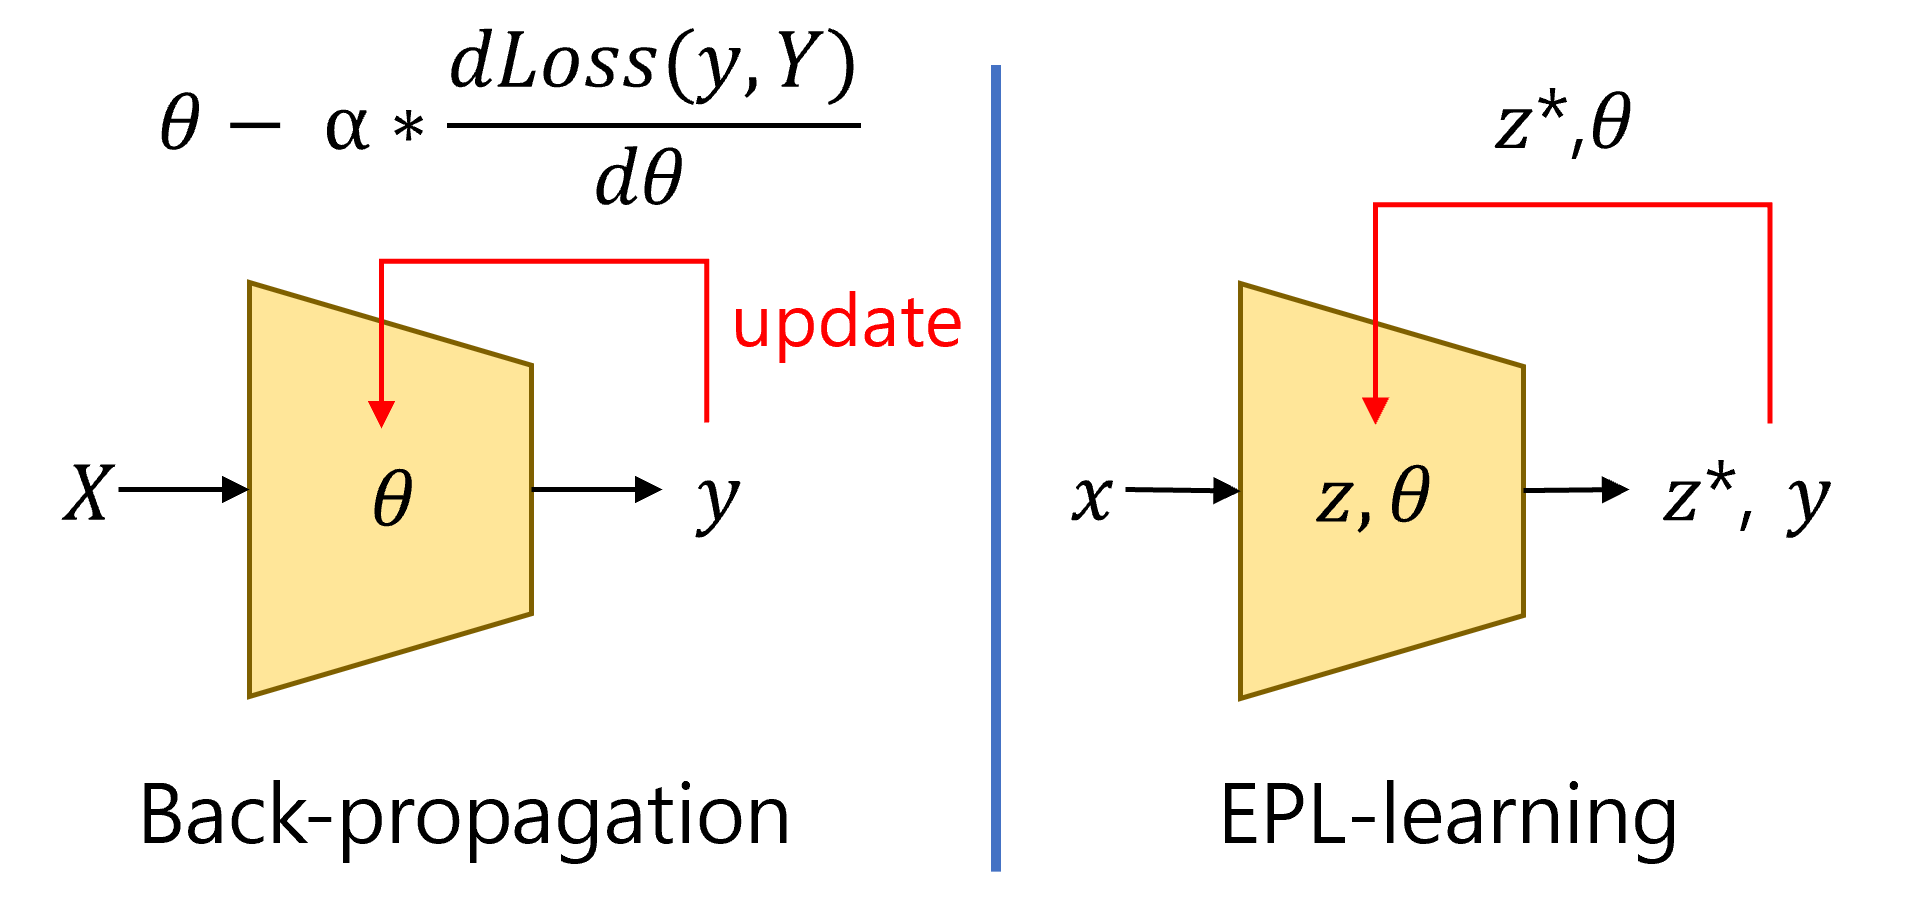 θ − α * dLoss(y, Y) / dθ
update
X
θ
y
Back-propagation
z*,θ
x
z, θ
z*, y
EPL-learning